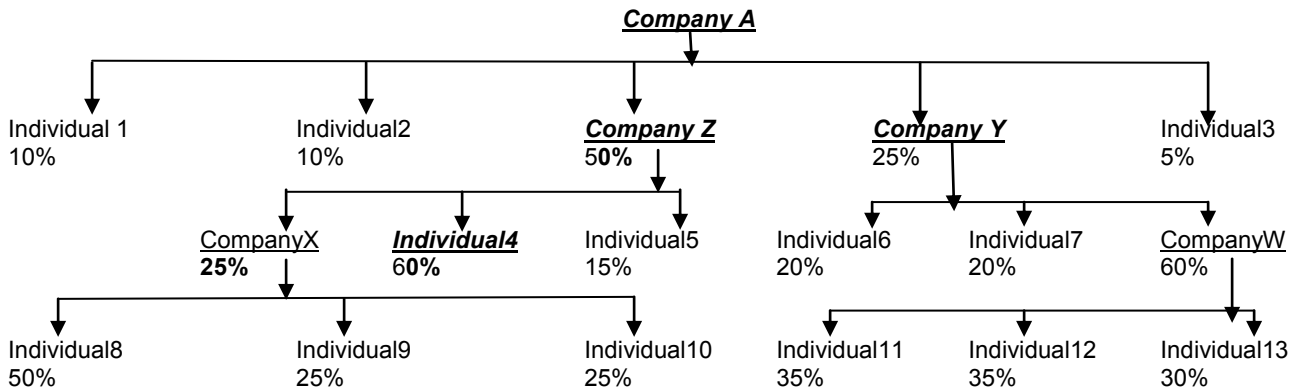 Company A
Individual 1 Individual2 Company Z Company Y Individual3
10% 10% 50% 25% 5%
CompanyX Individual4 Individual5 Individual6 Individual7 CompanyW
25% 60% 15% 20% 20% 60%
Individual8 Individual9 Individual10 Individual11 Individual12 Individual13
50% 25% 25% 35% 35% 30%